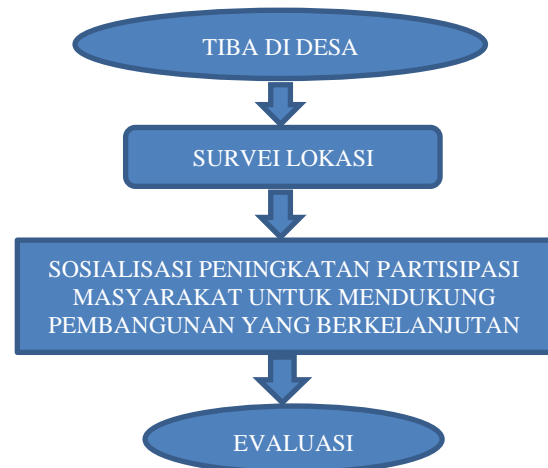 TIBA DI DESA
SURVEI LOKASI
SOSIALISASI PENINGKATAN PARTISIPASI
MASYARAKAT UNTUK MENDUKUNG
PEMBANGUNAN YANG BERKELANJUTAN
EVALUASI